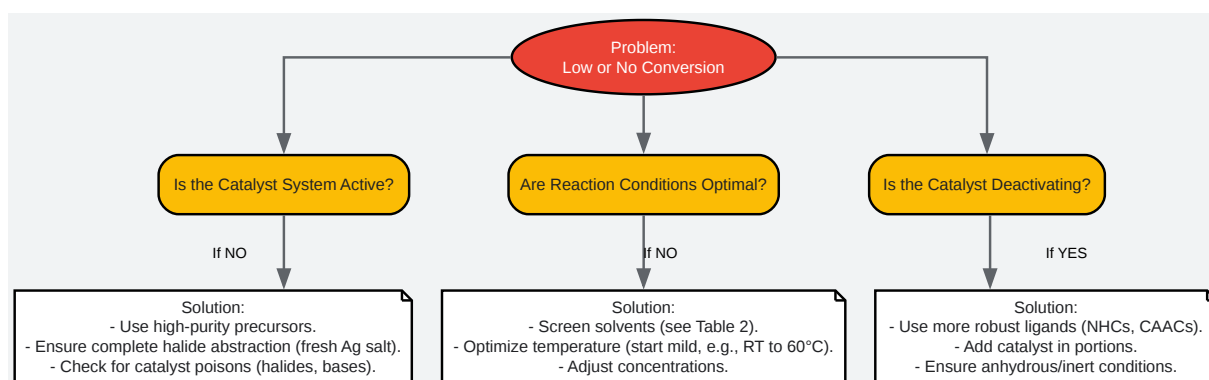 Problem:
Low or No Conversion
Is the Catalyst System Active?
Are Reaction Conditions Optimal?
Is the Catalyst Deactivating?
If NO
If NO
If YES
Solution:
- Use high-purity precursors.
- Ensure complete halide abstraction (fresh Ag salt).
- Check for catalyst poisons (halides, bases).
Solution:
- Screen solvents (see Table 2).
- Optimize temperature (start mild, e.g., RT to 60°C).
- Adjust concentrations.
Solution:
- Use more robust ligands (NHCs, CAACs).
- Add catalyst in portions.
- Ensure anhydrous/inert conditions.